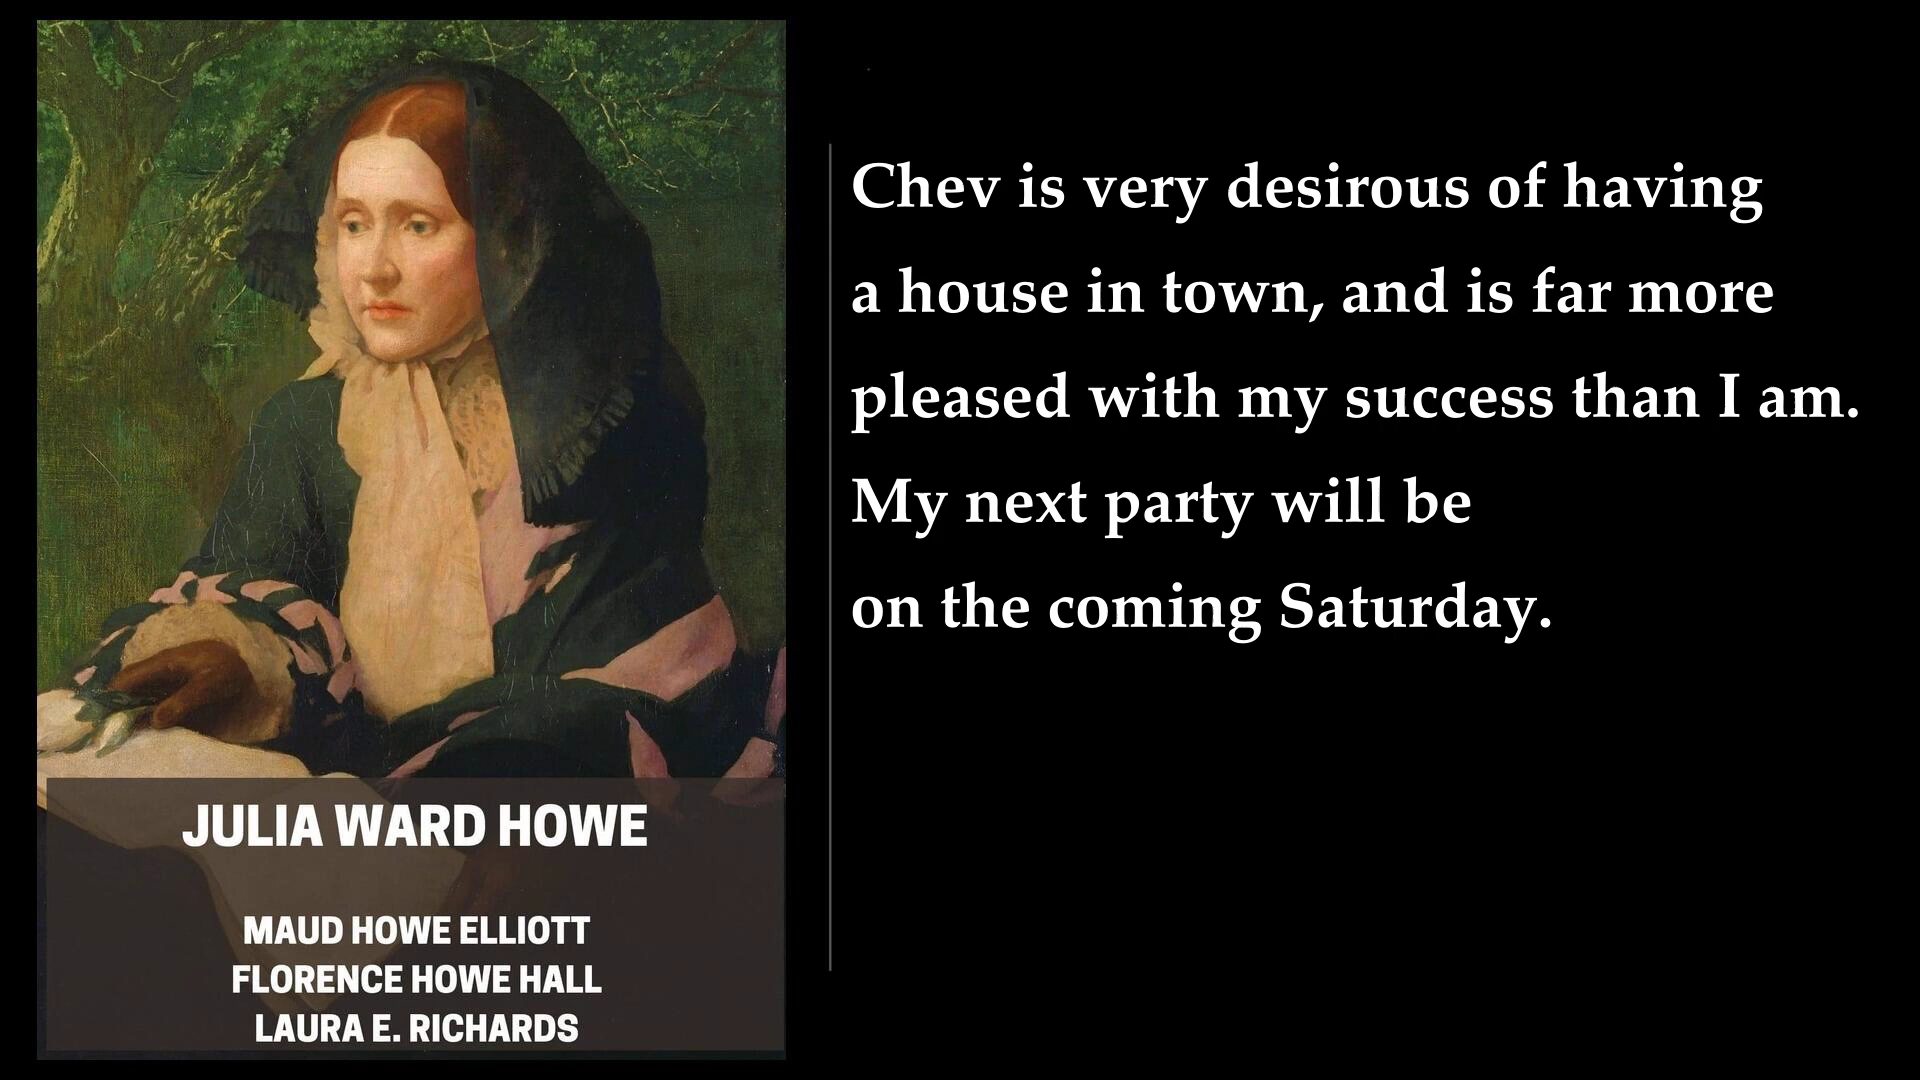 Chev is very desirous of having
a house in town, and is far more
pleased with my success than I am.
My next party will be
on the coming Saturday.
JULIA WARD HOWE
MAUD HOWE ELLIOTT
FLORENCE HOWE HALL
LAURA E. RICHARDS